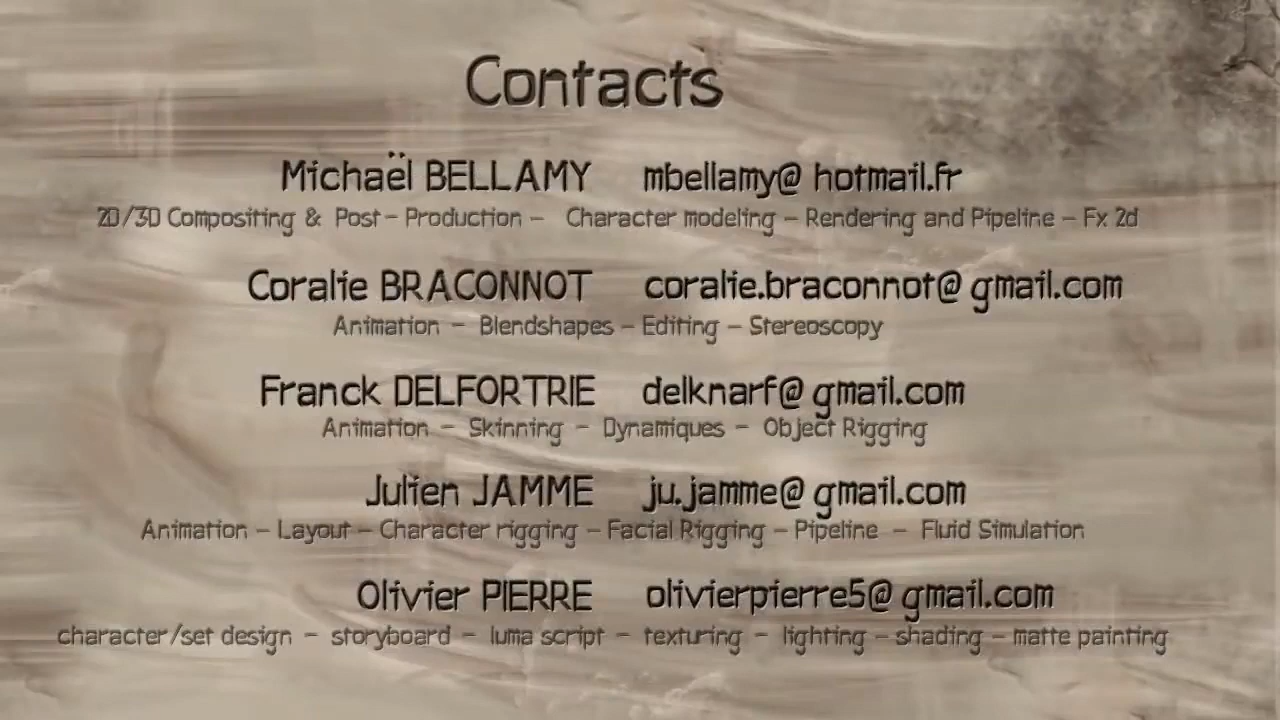 Contacts
Michaël BELLAMY mbellamy@ hotmail.fr
2D/3D Compositing & Post- Production - Character modeling - Rendering and Pipeline - Fx 2d
Coralie BRACONNOT coralie.braconnot@ gmail.com
Animation - Blendshapes - Editing - Stereoscopy
Franck DELFORTRIE delknarf@ gmail.com
Animation - Skinning - Dynamiques - Object Rigging
Julien JAMME ju.jamme@ gmail.com
Animation - Layout - Character rigging - Facial Rigging - Pipeline - Fluid Simulation
Olivier PIERRE olivierpierre5@ gmail.com
character/set design - storyboard - luma script - texturing - lighting - shading - matte painting